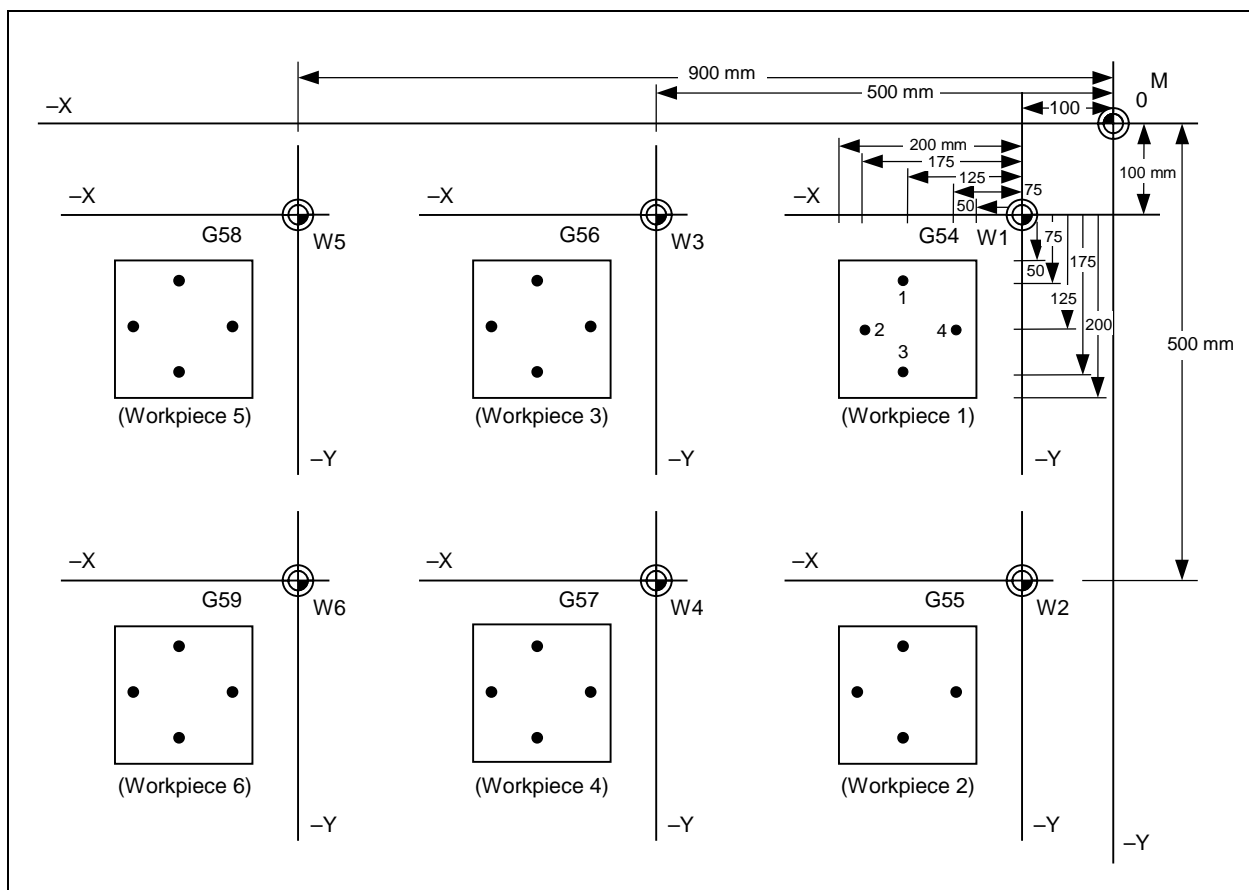 900 mm
M
–X
500 mm
100
0
200 mm
175
100 mm
125
–X
–X
–X
75
50
G58
W5
G56
W3
G54
W1
75
50
175
1
125
2
4
200
3
500 mm
(Workpiece 5)
(Workpiece 3)
(Workpiece 1)
–Y
–Y
–Y
–X
–X
–X
G59
W6
G57
W4
G55
W2
(Workpiece 6)
(Workpiece 4)
(Workpiece 2)
–Y
–Y
–Y
–Y